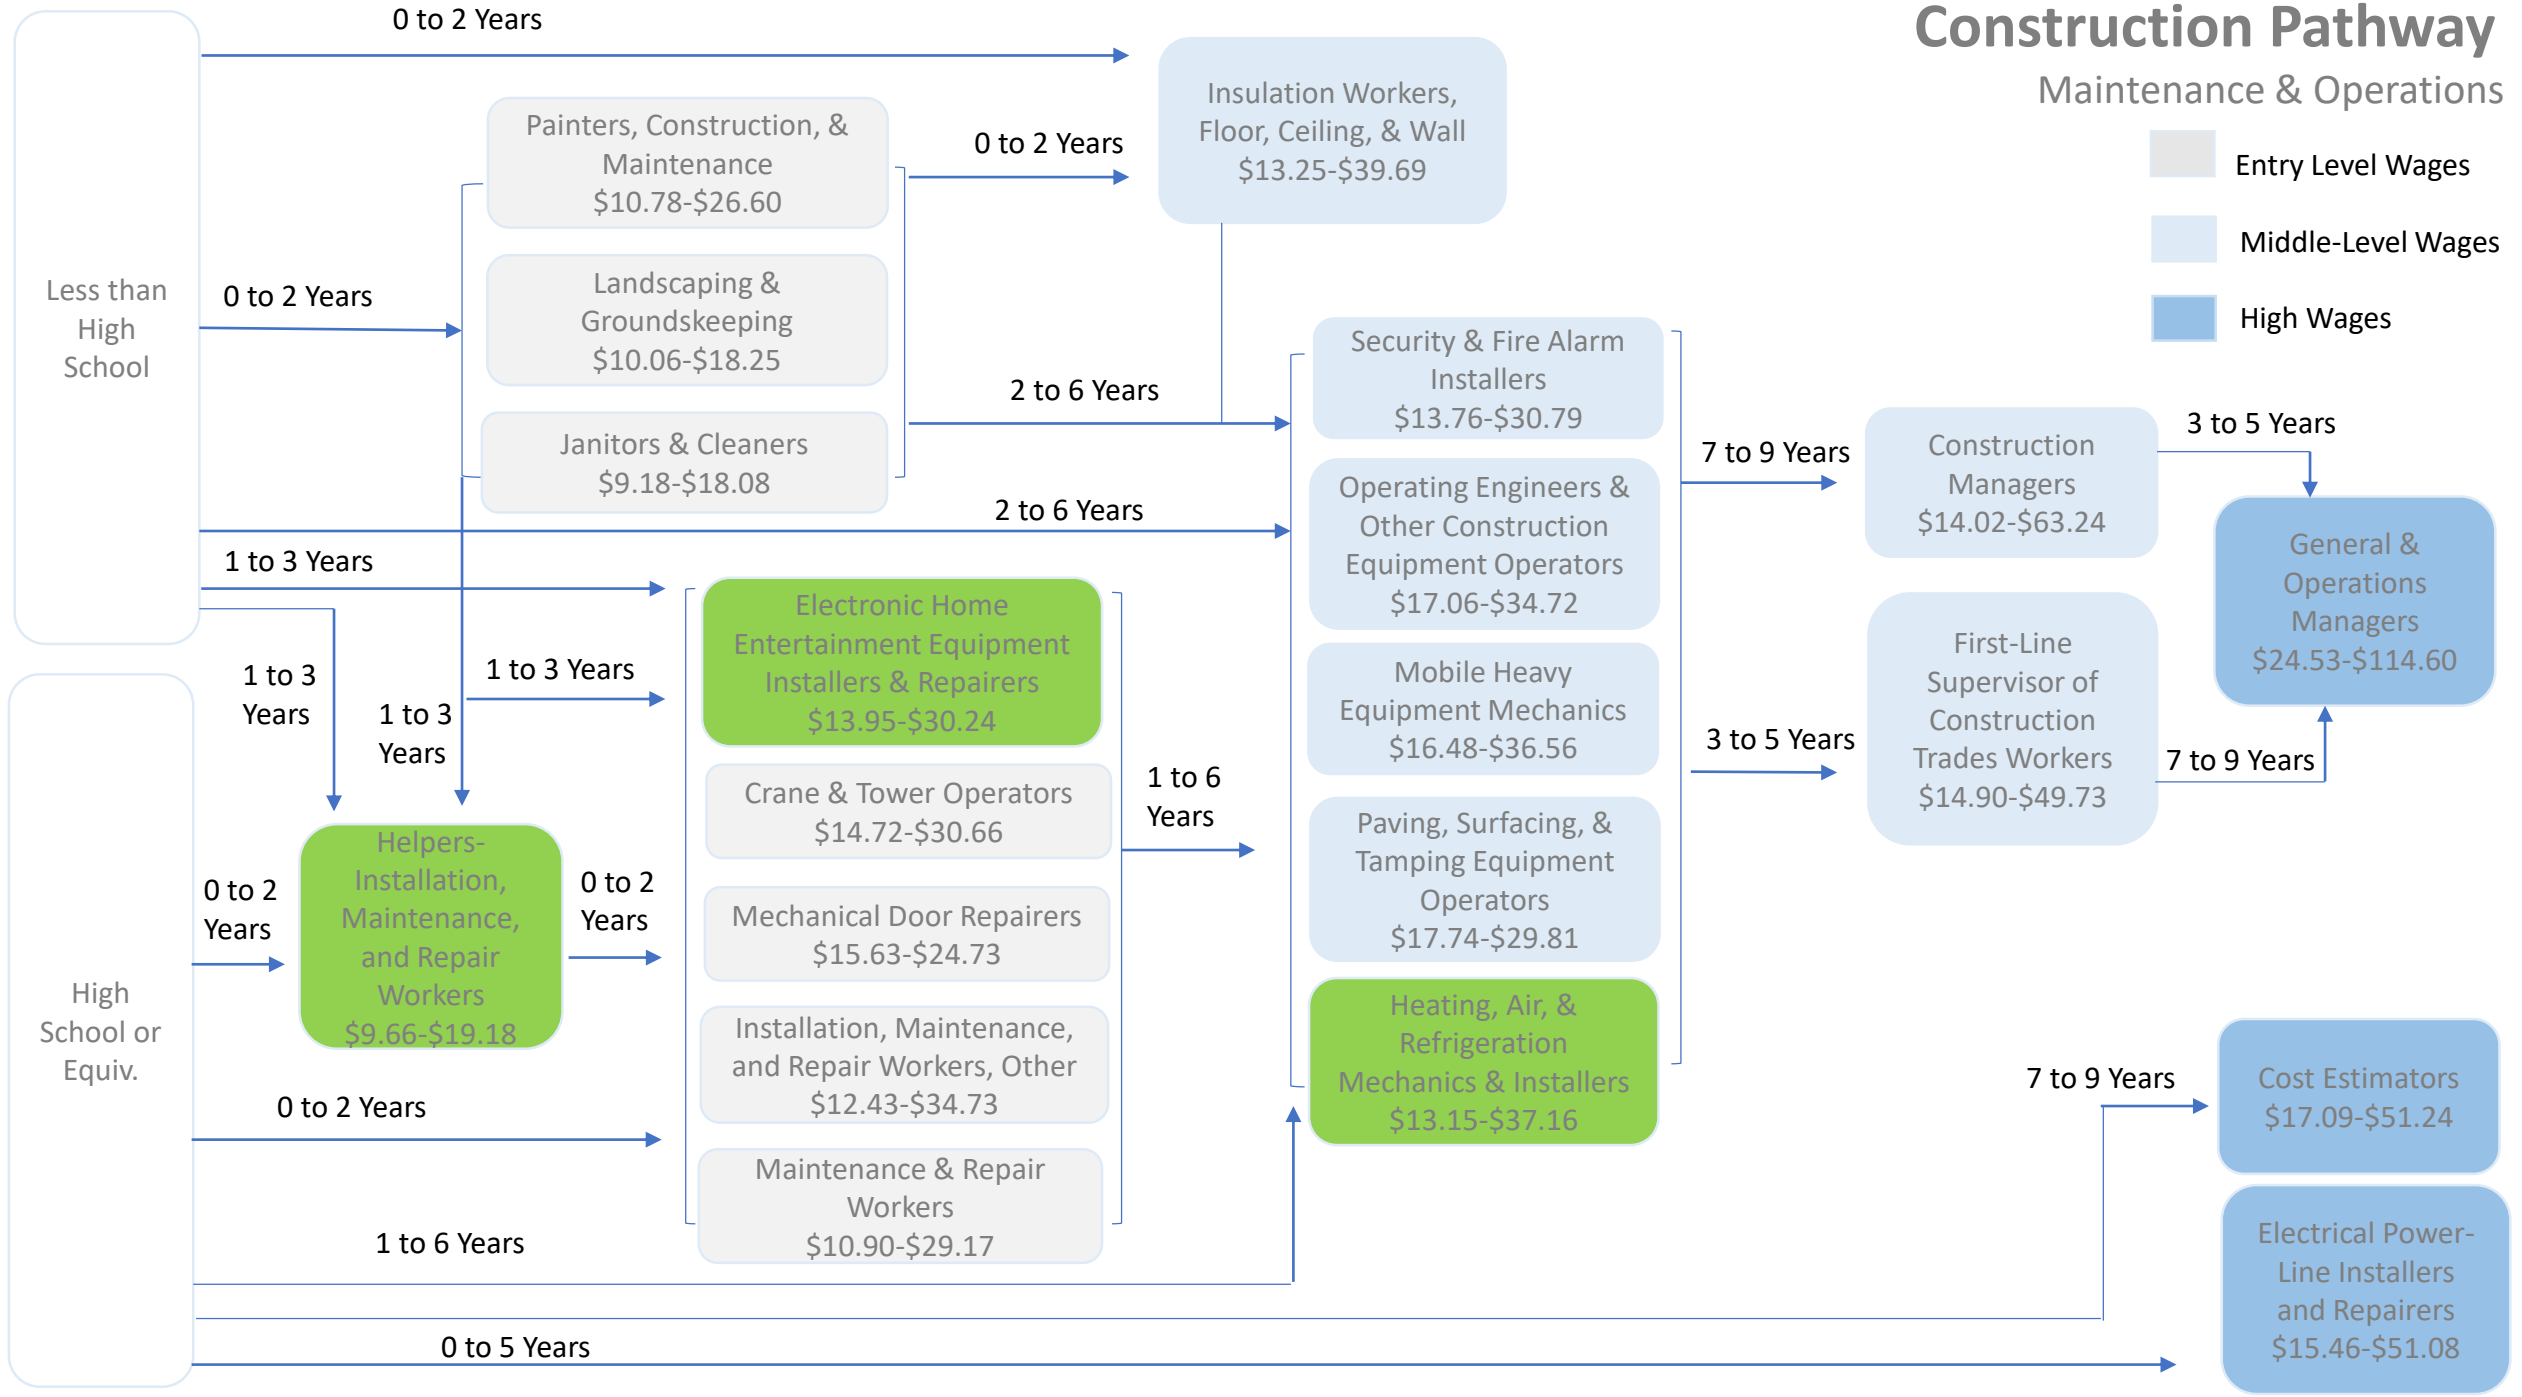 Construction Pathway
Maintenance & Operations
Entry Level Wages
Middle-Level Wages
High Wages
Less than
High
School
0 to 2 Years
0 to 2 Years
Painters, Construction, &
Maintenance
$10.78-$26.60
Landscaping &
Groundskeeping
$10.06-$18.25
Janitors & Cleaners
$9.18-$18.08
0 to 2 Years
Insulation Workers,
Floor, Ceiling, & Wall
$13.25-$39.69
2 to 6 Years
2 to 6 Years
1 to 3 Years
1 to 3
Years
1 to 3
Years
1 to 3 Years
High
School or
Equiv.
0 to 2
Years
Helpers-
Installation,
Maintenance,
and Repair
Workers
$9.66-$19.18
0 to 2
Years
0 to 2 Years
1 to 6 Years
0 to 5 Years
Electronic Home
Entertainment Equipment
Installers & Repairers
$13.95-$30.24
Crane & Tower Operators
$14.72-$30.66
Mechanical Door Repairers
$15.63-$24.73
Installation, Maintenance,
and Repair Workers, Other
$12.43-$34.73
Maintenance & Repair
Workers
$10.90-$29.17
1 to 6
Years
Security & Fire Alarm
Installers
$13.76-$30.79
Operating Engineers &
Other Construction
Equipment Operators
$17.06-$34.72
Mobile Heavy
Equipment Mechanics
$16.48-$36.56
Paving, Surfacing, &
Tamping Equipment
Operators
$17.74-$29.81
Heating, Air, &
Refrigeration
Mechanics & Installers
$13.15-$37.16
7 to 9 Years
3 to 5 Years
Construction
Managers
$14.02-$63.24
First-Line
Supervisor of
Construction
Trades Workers
$14.90-$49.73
3 to 5 Years
7 to 9 Years
General &
Operations
Managers
$24.53-$114.60
7 to 9 Years
Cost Estimators
$17.09-$51.24
Electrical Power-
Line Installers
and Repairers
$15.46-$51.08